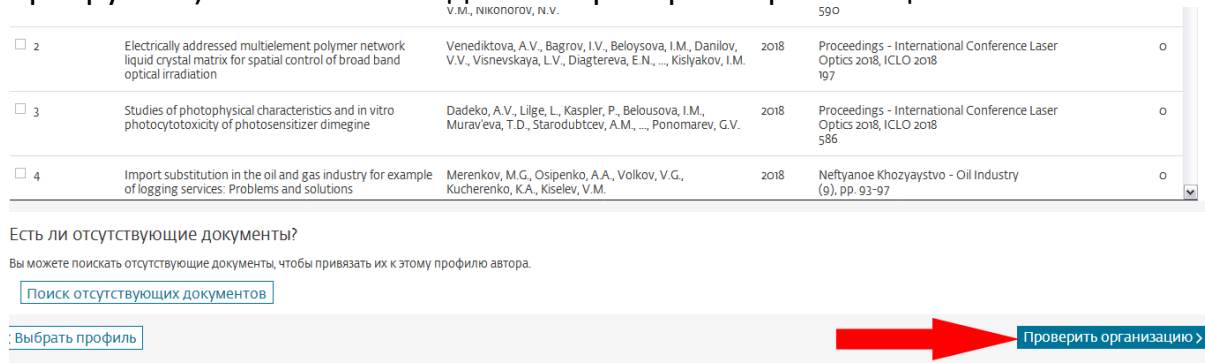 V.M., Nikonorov, N.V.
590
2
Electrically addressed multielement polymer network
liquid crystal matrix for spatial control of broad band
optical irradiation
Venediktova, A.V., Bagrov, I.V., Beloysova, I.M., Danilov,
V.V., Visnevskaya, L.V., Diagtereva, E.N., ..., Kislyakov, I.M.
2018
Proceedings - International Conference Laser
Optics 2018, ICLO 2018
197
0
3
Studies of photophysical characteristics and in vitro
photocytotoxicity of photosensitizer dimegine
Dadeko, A.V., Lilge, L., Kaspler, P., Belousova, I.M.,
Murav'eva, T.D., Starodubtcev, A.M., ..., Ponomarev, G.V.
2018
Proceedings - International Conference Laser
Optics 2018, ICLO 2018
586
0
4
Import substitution in the oil and gas industry for example
of logging services: Problems and solutions
Merenkov, M.G., Osipenko, A.A., Volkov, V.G.,
Kucherenko, K.A., Kiselev, V.M.
2018
Neftyanoe Khozyaystvo - Oil Industry
(9), pp. 93-97
0
Есть ли отсутствующие документы?
Вы можете поискать отсутствующие документы, чтобы привязать их к этому профилю автора.
Поиск отсутствующих документов
Выбрать профиль
Проверить организацию >